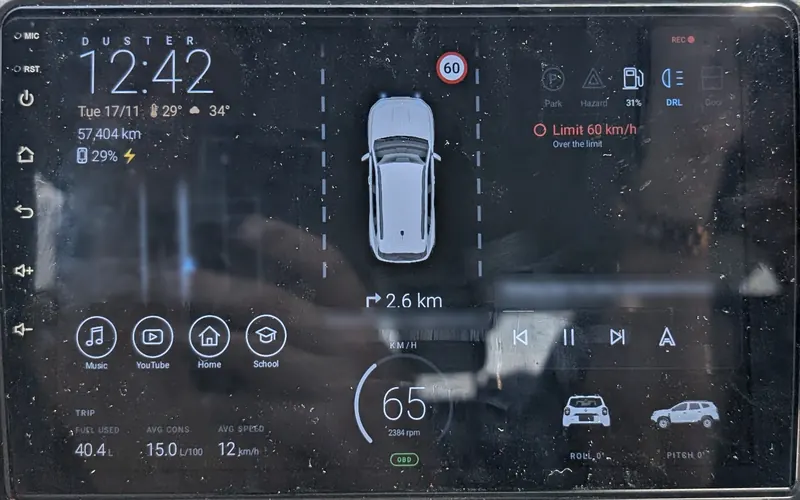 MIC
RST
DUSTER
12:42
Tue 17/11 29° 34°
57,404 km
29%
60
REC
Park
Hazard
31%
DRL
Door
Limit 60 km/h
Over the limit
2.6 km
Music
YouTube
Home
School
KM/H
65
2384 rpm
OBD
TRIP
FUEL USED
40.4 L
AVG CONS
15.0 L/100
AVG SPEED
12 km/h
ROLL 0°
PITCH 0°